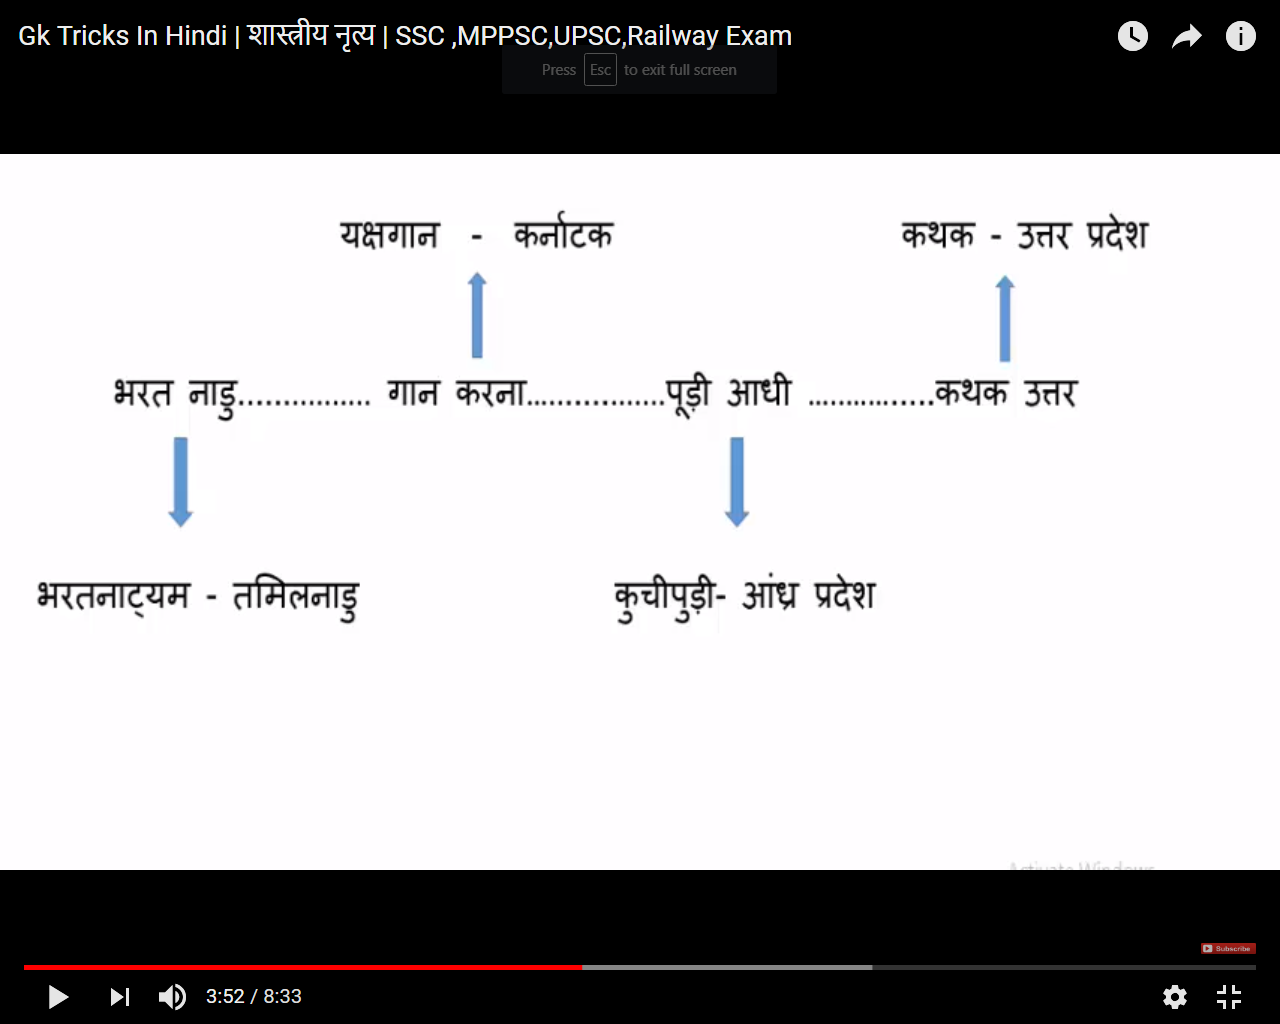 Gk Tricks In Hindi | शास्त्रीय नृत्य | SSC ,MPPSC,UPSC,Railway Exam
Press Esc to exit full screen
यक्षगान - कर्नाटक कथक - उत्तर प्रदेश
भरत नाडु................ गान करना................पूड़ी आधी ...............कथक उत्तर
भरतनाट्यम - तमिलनाडु कुचीपुड़ी- आंध्र प्रदेश
Subscribe
3:52 / 8:33